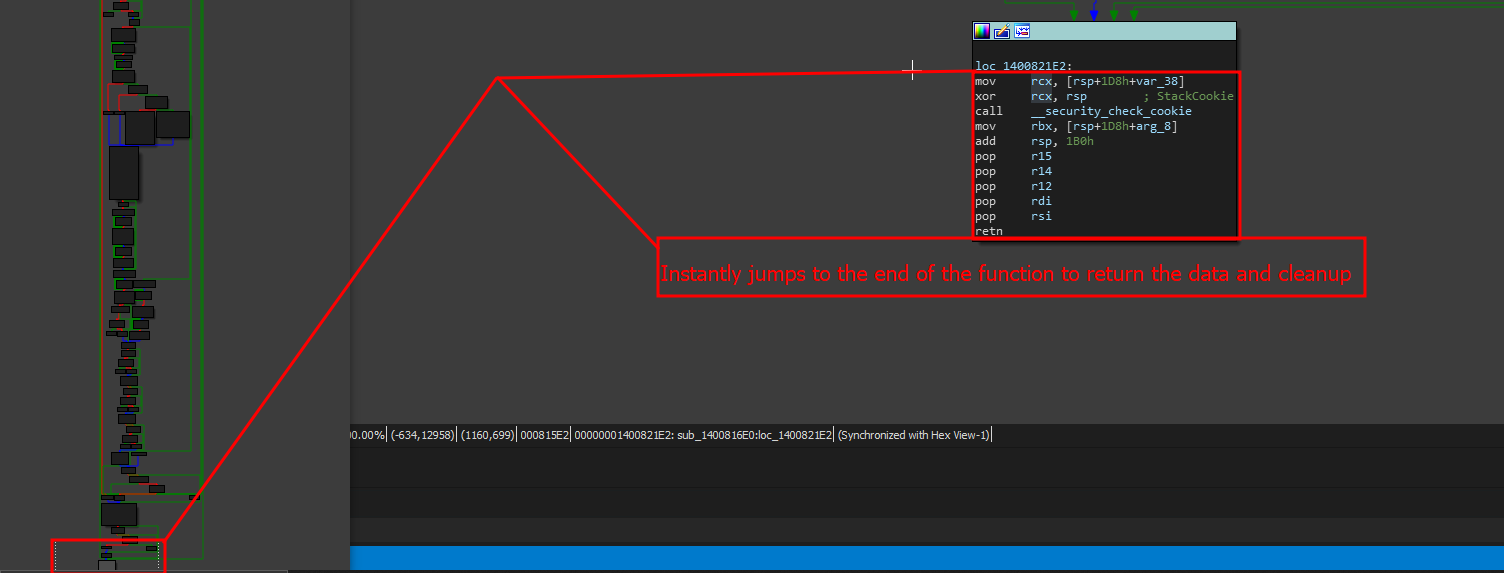 loc_1400821E2:
mov rcx, [rsp+1D8h+var_38]
xor rcx, rsp ; StackCookie
call __security_check_cookie
mov rbx, [rsp+1D8h+arg_8]
add rsp, 1B0h
pop r15
pop r14
pop r12
pop rdi
pop rsi
retn
Instantly jumps to the end of the function to return the data and cleanup
00.00% (-634,12958) (1160,699) 000815E2 00000001400821E2: sub_1400816E0:loc_1400821E2 (Synchronized with Hex View-1)